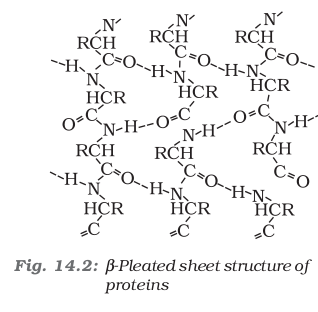 N N N
RCH RCH RCH
C=O C=O C=O
H N H N H N
HCR HCR HCR
O=C O=C O=C
N-H N-H N-H
RCH RCH RCH
C=O C=O C=O
H N H N H N
HCR HCR HCR
=C =C =C
Fig. 14.2: β-Pleated sheet structure of
proteins